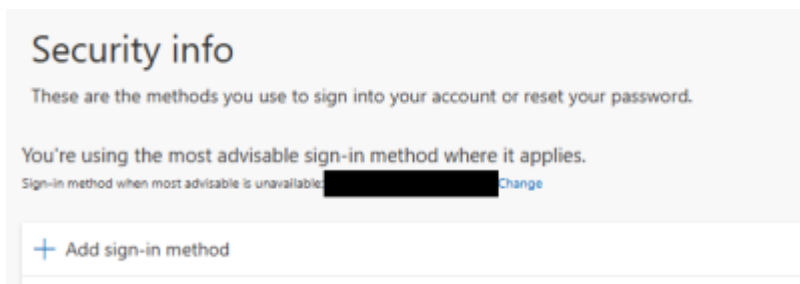 Security info
These are the methods you use to sign into your account or reset your password.
You're using the most advisable sign-in method where it applies.
Sign-in method when most advisable is unavailable: Change
+ Add sign-in method